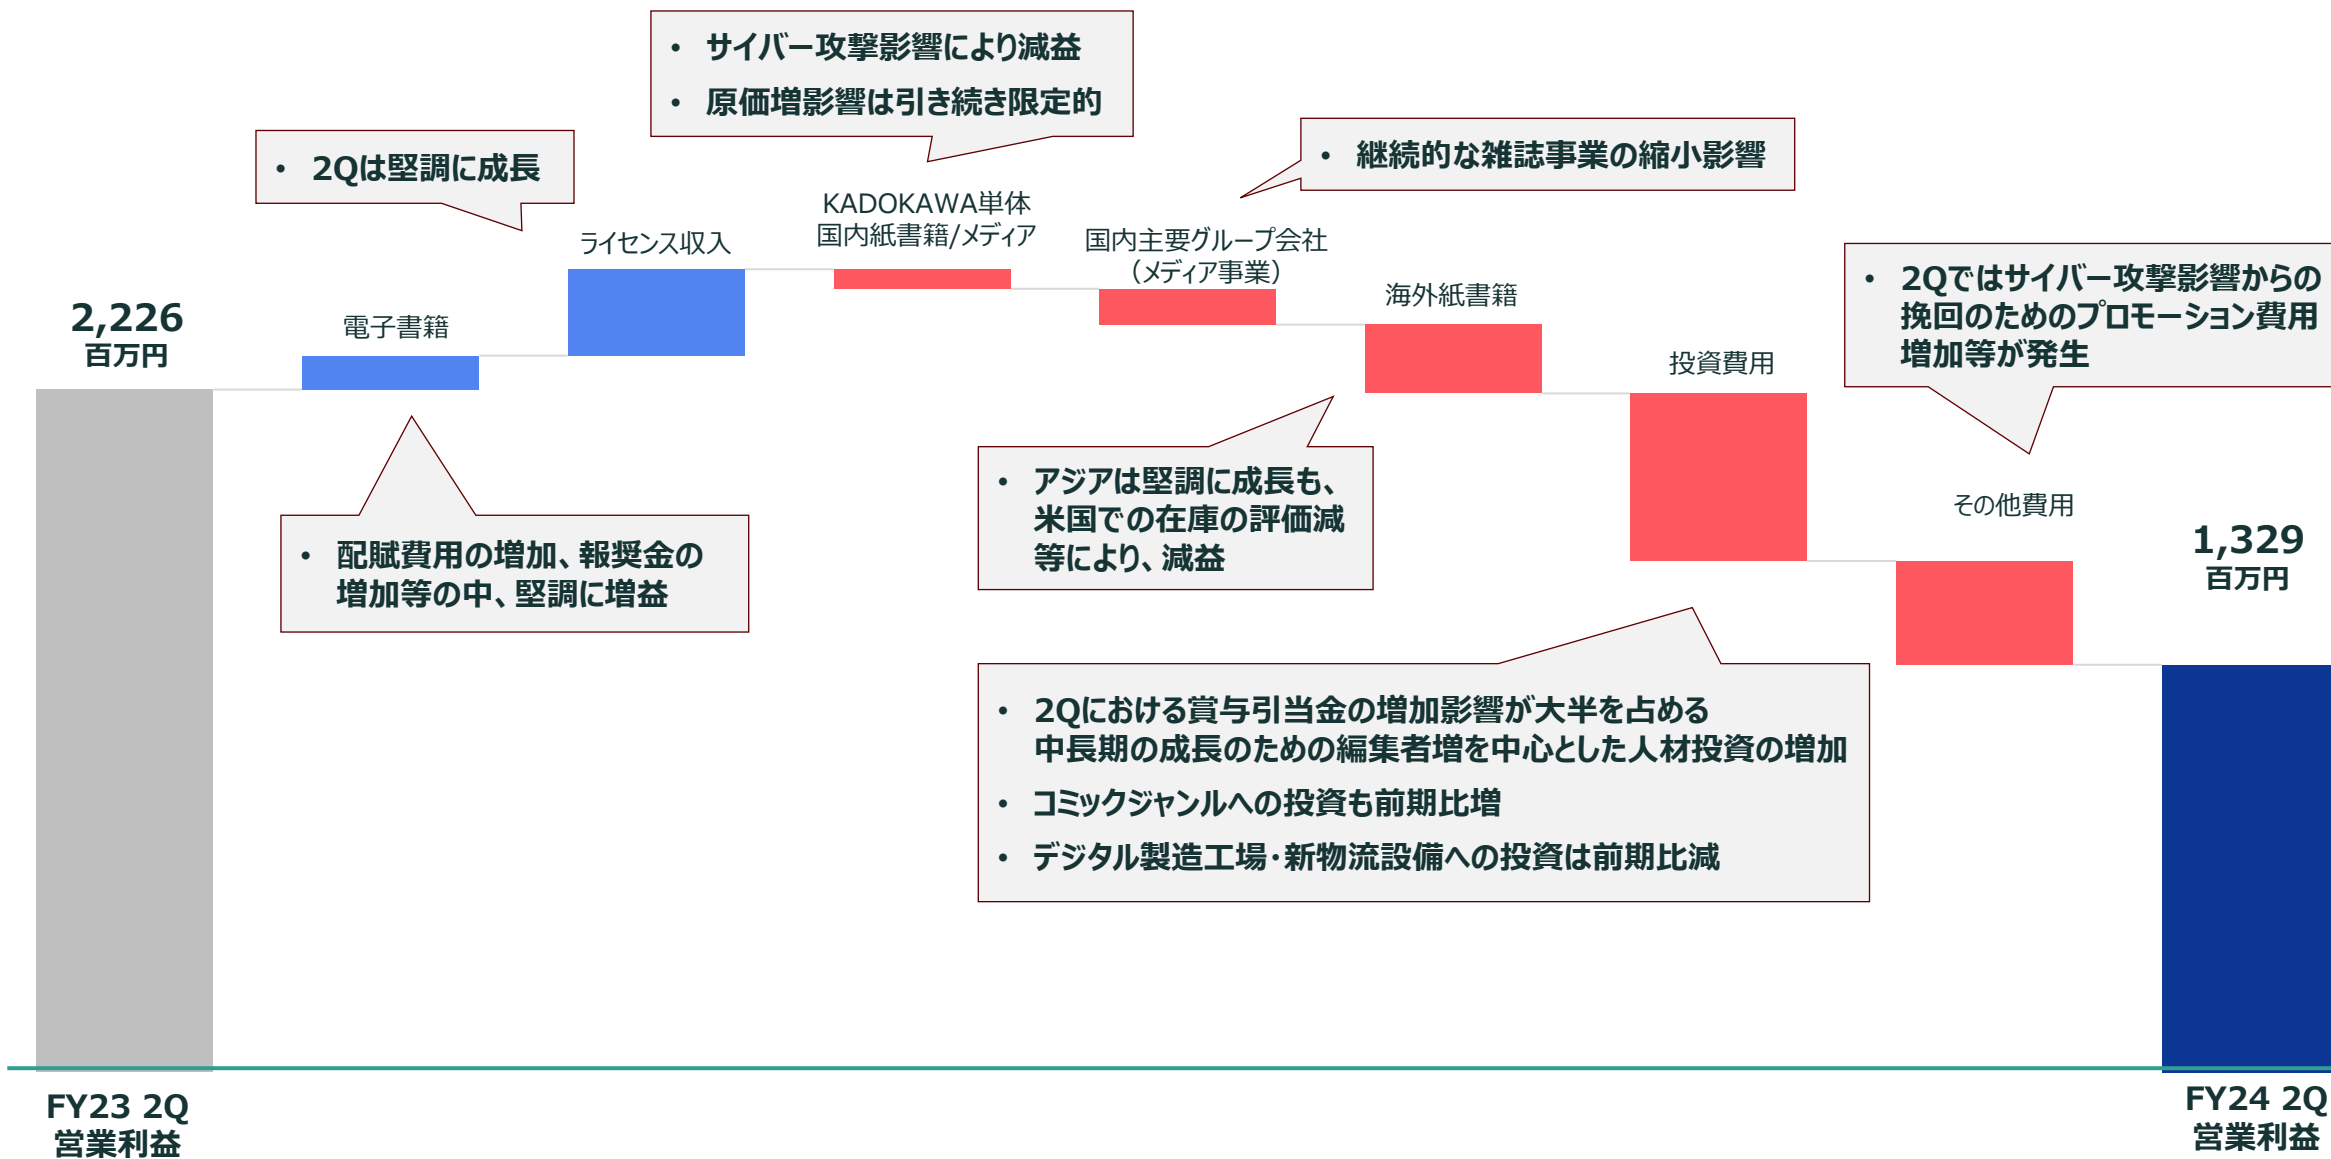 • サイバー攻撃影響により減益
• 原価増影響は引き続き限定的
• 2Qは堅調に成長
• 継続的な雑誌事業の縮小影響
KADOKAWA単体
国内紙書籍/メディア
ライセンス収入
国内主要グループ会社
（メディア事業）
• 2Qではサイバー攻撃影響からの
挽回のためのプロモーション費用
増加等が発生
海外紙書籍
2,226
百万円
電子書籍
投資費用
• アジアは堅調に成長も、
米国での在庫の評価減
等により、減益
その他費用
• 配賦費用の増加、報奨金の
増加等の中、堅調に増益
1,329
百万円
• 2Qにおける賞与引当金の増加影響が大半を占める
中長期の成長のための編集者増を中心とした人材投資の増加
• コミックジャンルへの投資も前期比増
• デジタル製造工場・新物流設備への投資は前期比減
FY23 2Q
営業利益
FY24 2Q
営業利益